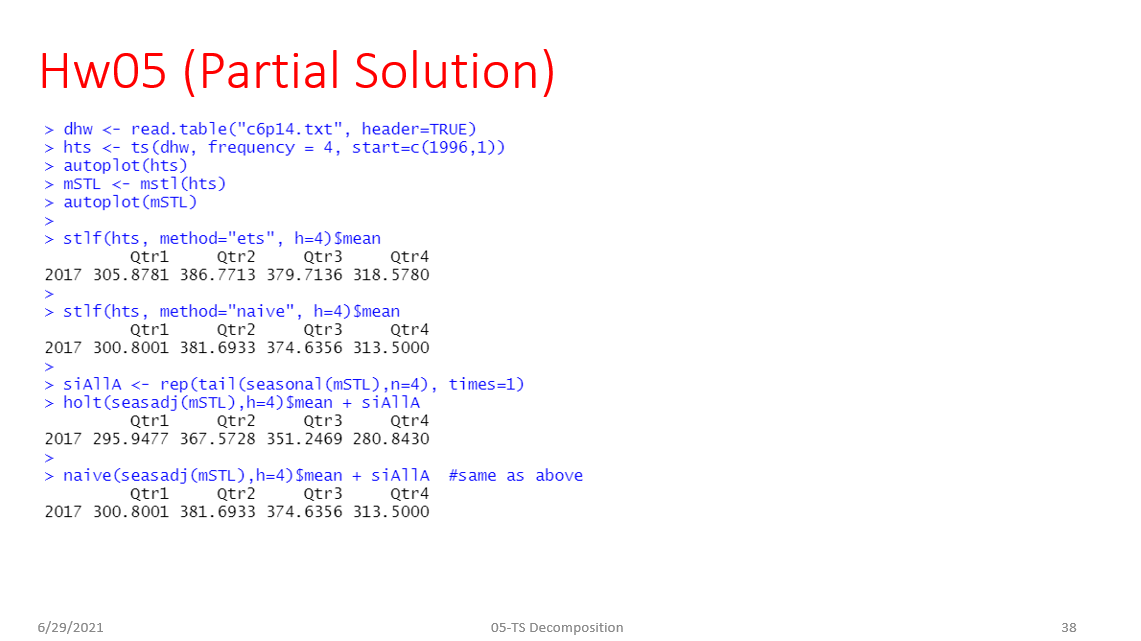 Hw05 (Partial Solution)
> dhw <- read.table("c6p14.txt", header=TRUE)
> hts <- ts(dhw, frequency = 4, start=c(1996,1))
> autoplot(hts)
> mSTL <- mstl(hts)
> autoplot(mSTL)
>
> stlf(hts, method="ets", h=4)$mean
         Qtr1     Qtr2     Qtr3     Qtr4
2017 305.8781 386.7713 379.7136 318.5780
>
> stlf(hts, method="naive", h=4)$mean
         Qtr1     Qtr2     Qtr3     Qtr4
2017 300.8001 381.6933 374.6356 313.5000
>
> siAllA <- rep(tail(seasonal(mSTL),n=4), times=1)
> holt(seasadj(mSTL),h=4)$mean + siAllA
         Qtr1     Qtr2     Qtr3     Qtr4
2017 295.9477 367.5728 351.2469 280.8430
>
> naive(seasadj(mSTL),h=4)$mean + siAllA  #same as above
         Qtr1     Qtr2     Qtr3     Qtr4
2017 300.8001 381.6933 374.6356 313.5000
6/29/2021
05-TS Decomposition
38